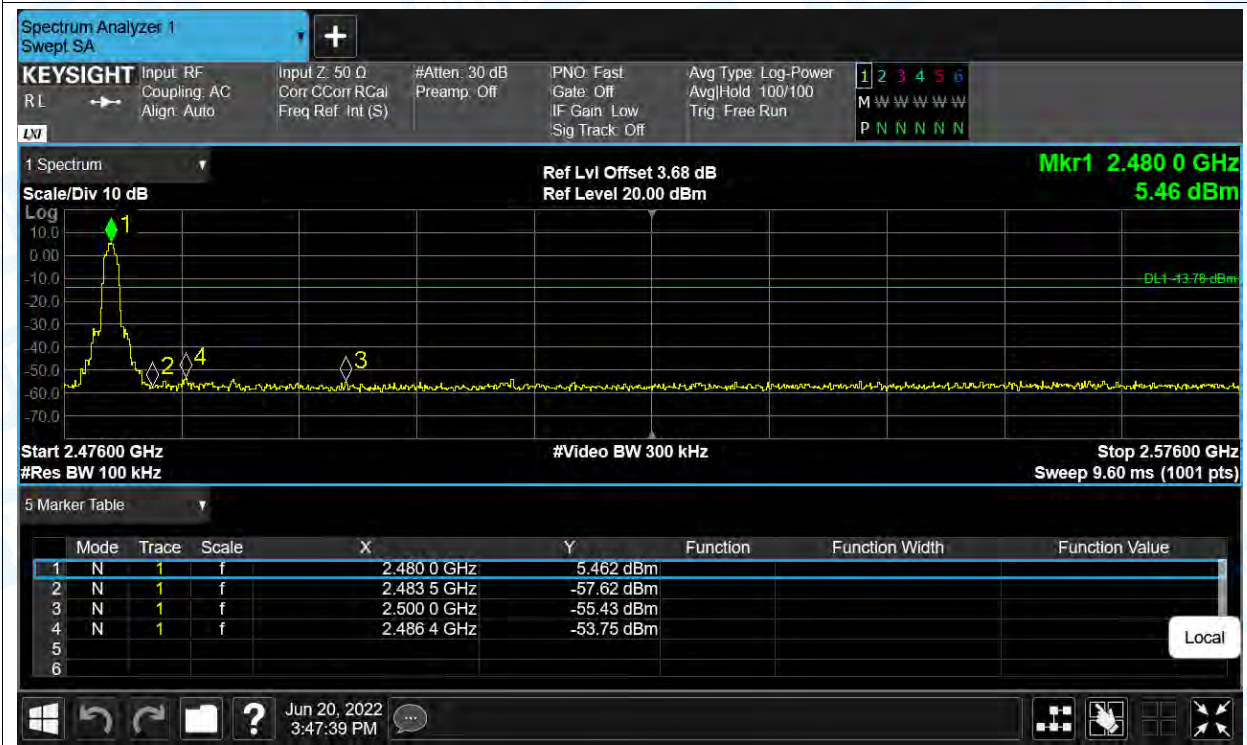 Spectrum Analyzer 1
Swept SA
+
KEYSIGHT
RL
LXI
Input: RF
Coupling: AC
Align: Auto
Input Z: 50 Ω
Corr CCorr RCal
Freq Ref: Int (S)
#Atten: 30 dB
Preamp: Off
PNO: Fast
Gate: Off
IF Gain: Low
Sig Track: Off
Avg Type: Log-Power
Avg|Hold: 100/100
Trig: Free Run
1 2 3 4 5 6
M W W W W W
P N N N N N
1 Spectrum
Scale/Div 10 dB
Ref Lvl Offset 3.68 dB
Ref Level 20.00 dBm
Mkr1 2.480 0 GHz
5.46 dBm
Log
10.0
0.00
-10.0
-20.0
-30.0
-40.0
-50.0
-60.0
-70.0
1
2
4
3
DL1 -13.78 dBm
Start 2.47600 GHz
#Res BW 100 kHz
#Video BW 300 kHz
Stop 2.57600 GHz
Sweep 9.60 ms (1001 pts)
5 Marker Table
Mode Trace Scale X Y Function Function Width Function Value
1 N 1 f 2.480 0 GHz 5.462 dBm
2 N 1 f 2.483 5 GHz -57.62 dBm
3 N 1 f 2.500 0 GHz -55.43 dBm
4 N 1 f 2.486 4 GHz -53.75 dBm
5
6
Local
?
Jun 20, 2022
3:47:39 PM